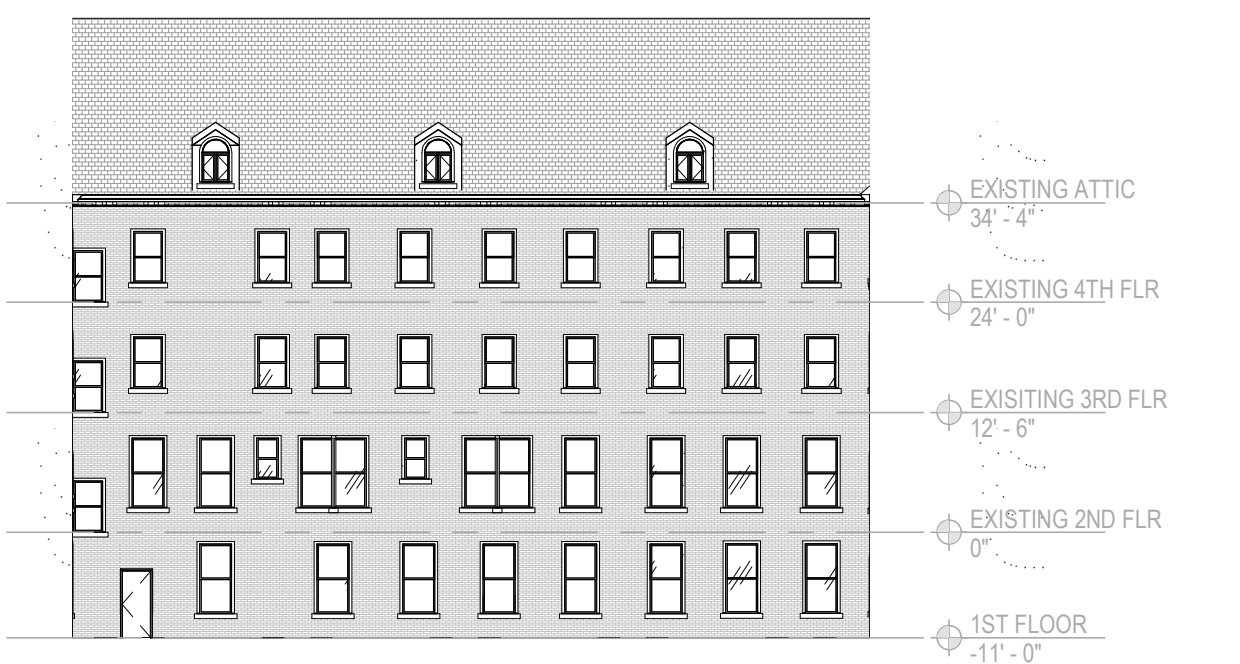 EXISTING ATTIC
34' - 4"
EXISTING 4TH FLR
24' - 0"
EXISITING 3RD FLR
12' - 6"
EXISTING 2ND FLR
0"
1ST FLOOR
-11' - 0"